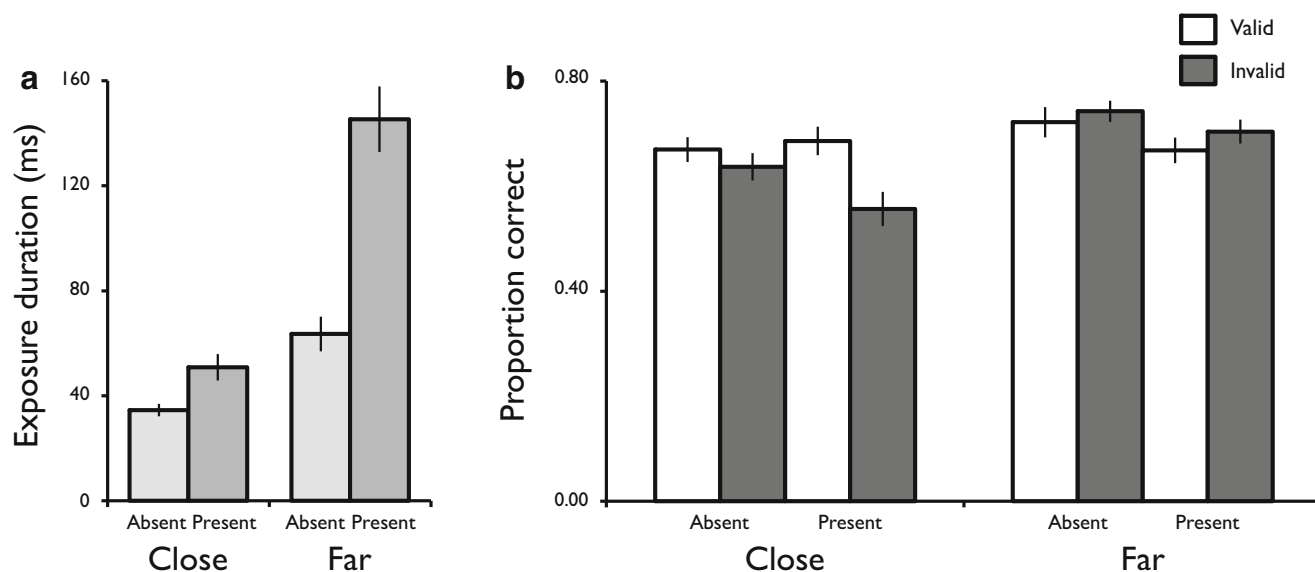 Valid
Invalid
a
b
Exposure duration (ms)
160
120
80
40
0
Absent Present
Absent Present
Close
Far
Proportion correct
0.80
0.40
0.00
Absent
Present
Absent
Present
Close
Far